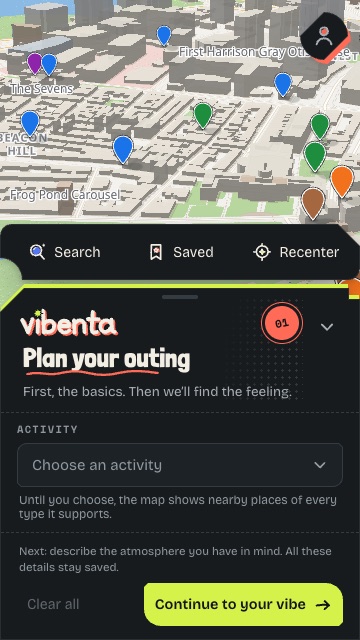 First Harrison Gray Otis
The Sevens
BEACON
HILL
Frog Pond Carousel
Search
Saved
Recenter
vibenta
01
Plan your outing
First, the basics. Then we'll find the feeling.
ACTIVITY
Choose an activity
Until you choose, the map shows nearby places of every
type it supports.
Next: describe the atmosphere you have in mind. All these
details stay saved.
Clear all
Continue to your vibe →